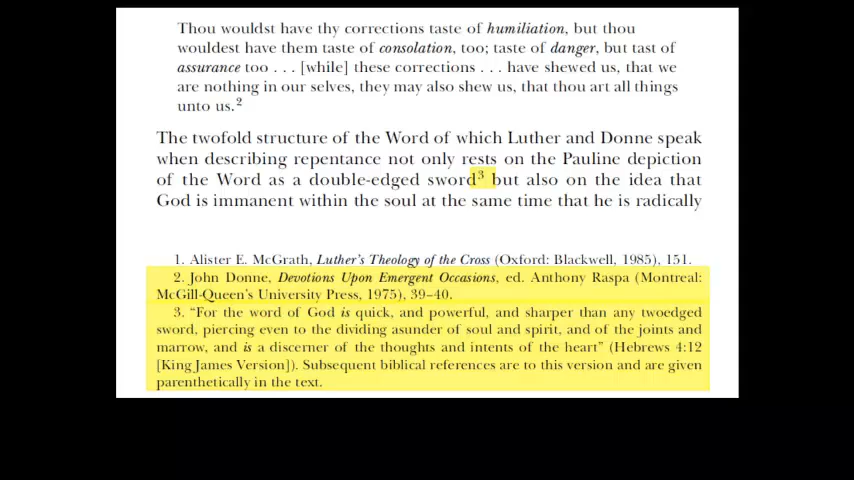 Thou wouldst have thy corrections taste of humiliation, but thou
wouldest have them taste of consolation, too; taste of danger, but tast of
assurance too . . . [while] these corrections . . . have shewed us, that we
are nothing in our selves, they may also shew us, that thou art all things
unto us.2
The twofold structure of the Word of which Luther and Donne speak
when describing repentance not only rests on the Pauline depiction
of the Word as a double-edged sword3 but also on the idea that
God is immanent within the soul at the same time that he is radically
1. Alister E. McGrath, Luther's Theology of the Cross (Oxford: Blackwell, 1985), 151.
2. John Donne, Devotions Upon Emergent Occasions, ed. Anthony Raspa (Montreal:
McGill-Queen's University Press, 1975), 39–40.
3. “For the word of God is quick, and powerful, and sharper than any twoedged
sword, piercing even to the dividing asunder of soul and spirit, and of the joints and
marrow, and is a discerner of the thoughts and intents of the heart” (Hebrews 4:12
[King James Version]). Subsequent biblical references are to this version and are given
parenthetically in the text.